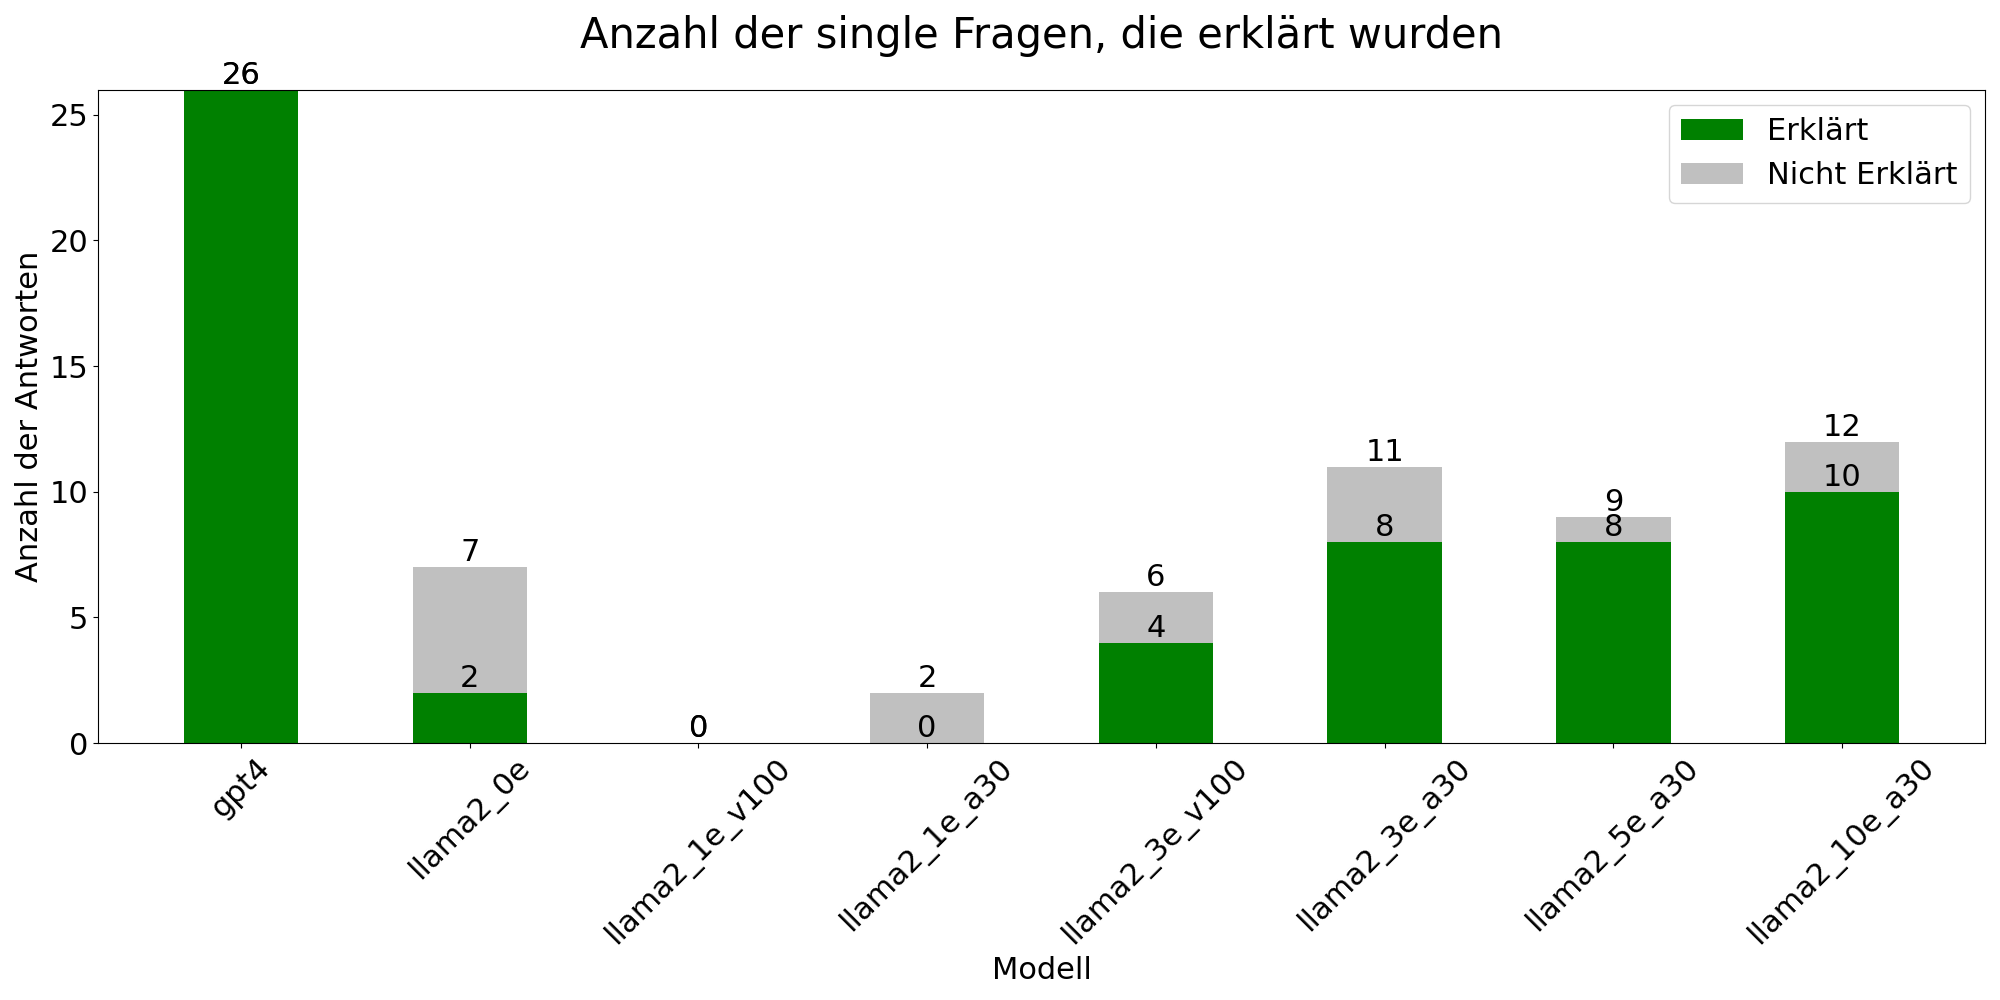 Anzahl der single Fragen, die erklärt wurden
Anzahl der Antworten
25
20
15
10
5
0
26
7
2
0
2
0
6
4
11
8
9
8
12
10
Erklärt
Nicht Erklärt
gpt4
llama2_0e
llama2_1e_v100
llama2_1e_a30
llama2_3e_v100
llama2_3e_a30
llama2_5e_a30
llama2_10e_a30
Modell